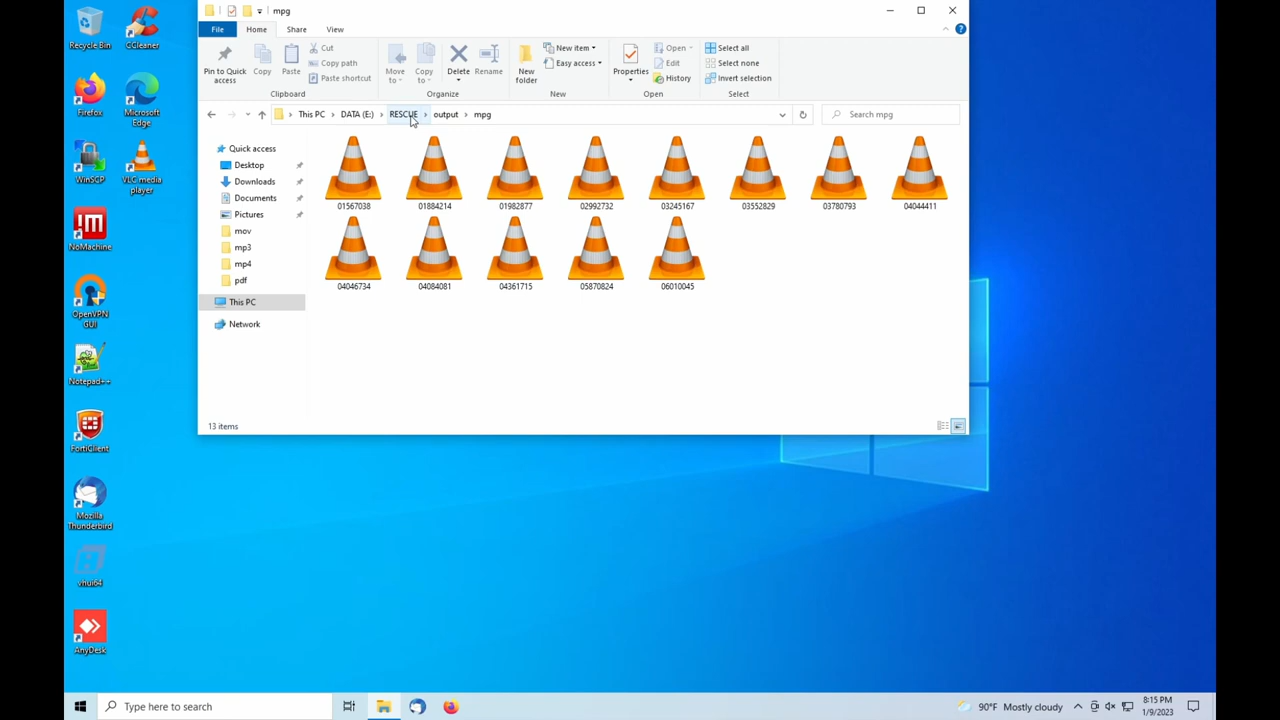 Recycle Bin
CCleaner
Firefox
Microsoft
Edge
WinSCP
VLC media
player
NoMachine
OpenVPN
GUI
Notepad++
FortiClient
Mozilla
Thunderbird
vhui64
AnyDesk
mpg
File
Home
Share
View
Pin to Quick
access
Copy
Paste
Cut
Copy path
Paste shortcut
Clipboard
Move
to
Copy
to
Delete
Rename
Organize
New
folder
New item
Easy access
New
Properties
Open
Edit
History
Open
Select all
Select none
Invert selection
Select
This PC
DATA (E:)
RESCUE
output
mpg
Search mpg
Quick access
Desktop
Downloads
Documents
Pictures
mov
mp3
mp4
pdf
This PC
Network
01567038
01884214
01982877
02992732
03245167
03552829
03780793
04044411
04046734
04084081
04361715
05870824
06010045
13 items
Type here to search
90°F Mostly cloudy
8:15 PM
1/9/2023